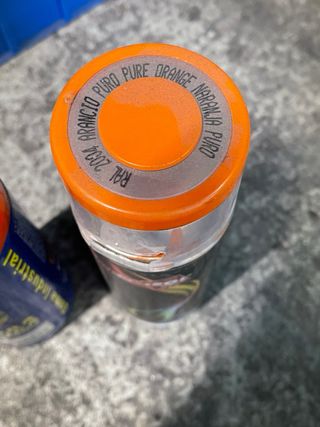 RAL 2004 ARANCIO PURO PURE ORANGE NARANJA PURO
Industrial